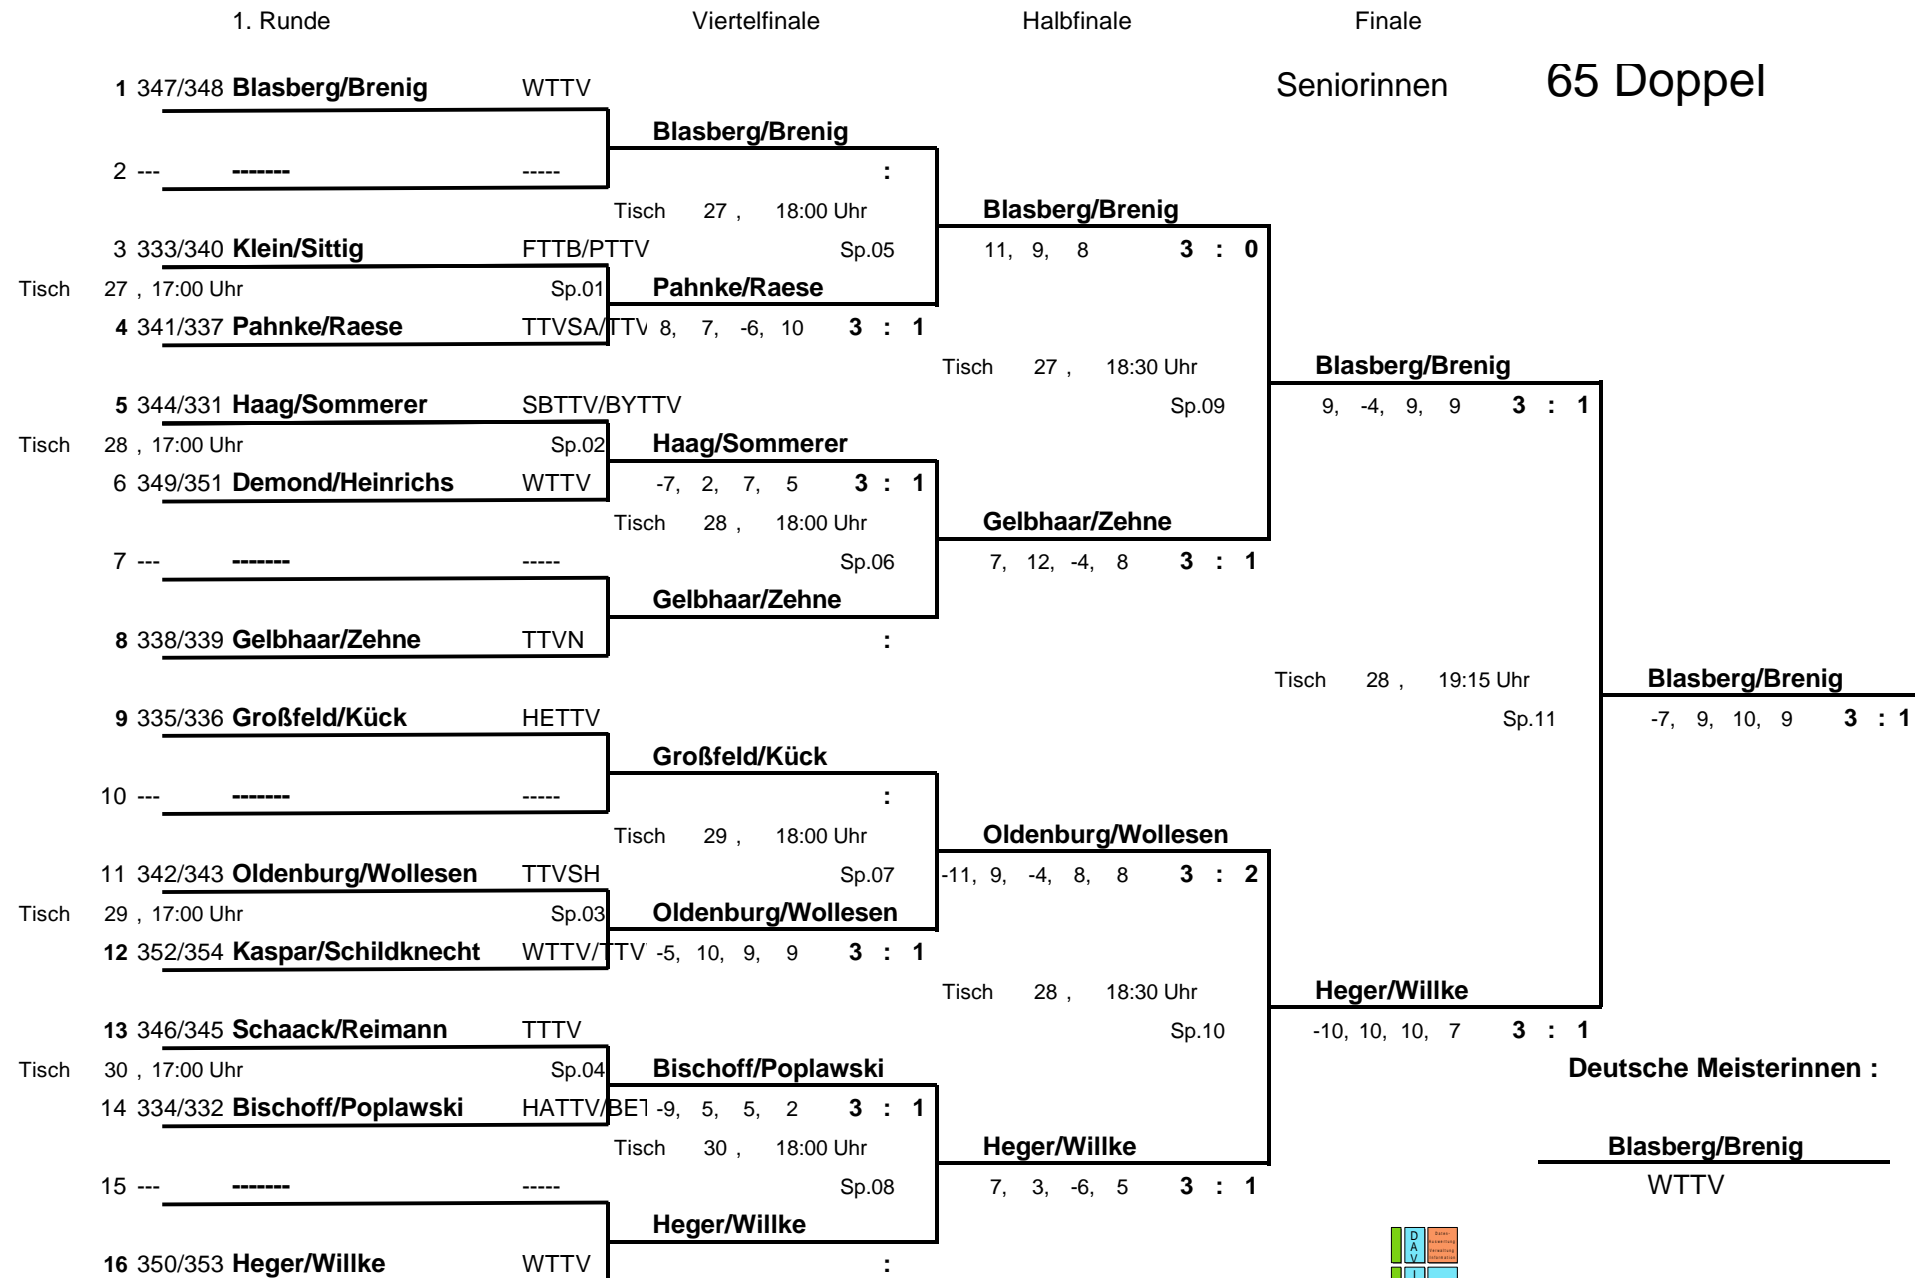 1. Runde Viertelfinale Halbfinale Finale
Seniorinnen 65 Doppel
1 347/348 Blasberg/Brenig WTTV
Blasberg/Brenig
2 --- ------- ----- :
Tisch 27 , 18:00 Uhr Blasberg/Brenig
3 333/340 Klein/Sittig FTTB/PTTV Sp.05 11, 9, 8 3 : 0
Tisch 27 , 17:00 Uhr Sp.01 Pahnke/Raese
4 341/337 Pahnke/Raese TTVSA/TTV 8, 7, -6, 10 3 : 1
Tisch 27 , 18:30 Uhr Blasberg/Brenig
5 344/331 Haag/Sommerer SBTTV/BYTTV Sp.09 9, -4, 9, 9 3 : 1
Tisch 28 , 17:00 Uhr Sp.02 Haag/Sommerer
6 349/351 Demond/Heinrichs WTTV -7, 2, 7, 5 3 : 1
Tisch 28 , 18:00 Uhr Gelbhaar/Zehne
7 --- ------- ----- Sp.06 7, 12, -4, 8 3 : 1
Gelbhaar/Zehne
8 338/339 Gelbhaar/Zehne TTVN :
Tisch 28 , 19:15 Uhr Blasberg/Brenig
9 335/336 Großfeld/Kück HETTV Sp.11 -7, 9, 10, 9 3 : 1
Großfeld/Kück
10 --- ------- ----- :
Tisch 29 , 18:00 Uhr Oldenburg/Wollesen
11 342/343 Oldenburg/Wollesen TTVSH Sp.07 -11, 9, -4, 8, 8 3 : 2
Tisch 29 , 17:00 Uhr Sp.03 Oldenburg/Wollesen
12 352/354 Kaspar/Schildknecht WTTV/TTV -5, 10, 9, 9 3 : 1
Tisch 28 , 18:30 Uhr Heger/Willke
13 346/345 Schaack/Reimann TTTV Sp.10 -10, 10, 10, 7 3 : 1
Tisch 30 , 17:00 Uhr Sp.04 Bischoff/Poplawski Deutsche Meisterinnen :
14 334/332 Bischoff/Poplawski HATTV/BET -9, 5, 5, 2 3 : 1
Tisch 30 , 18:00 Uhr Heger/Willke Blasberg/Brenig
15 --- ------- ----- Sp.08 7, 3, -6, 5 3 : 1 WTTV
Heger/Willke
16 350/353 Heger/Willke WTTV :